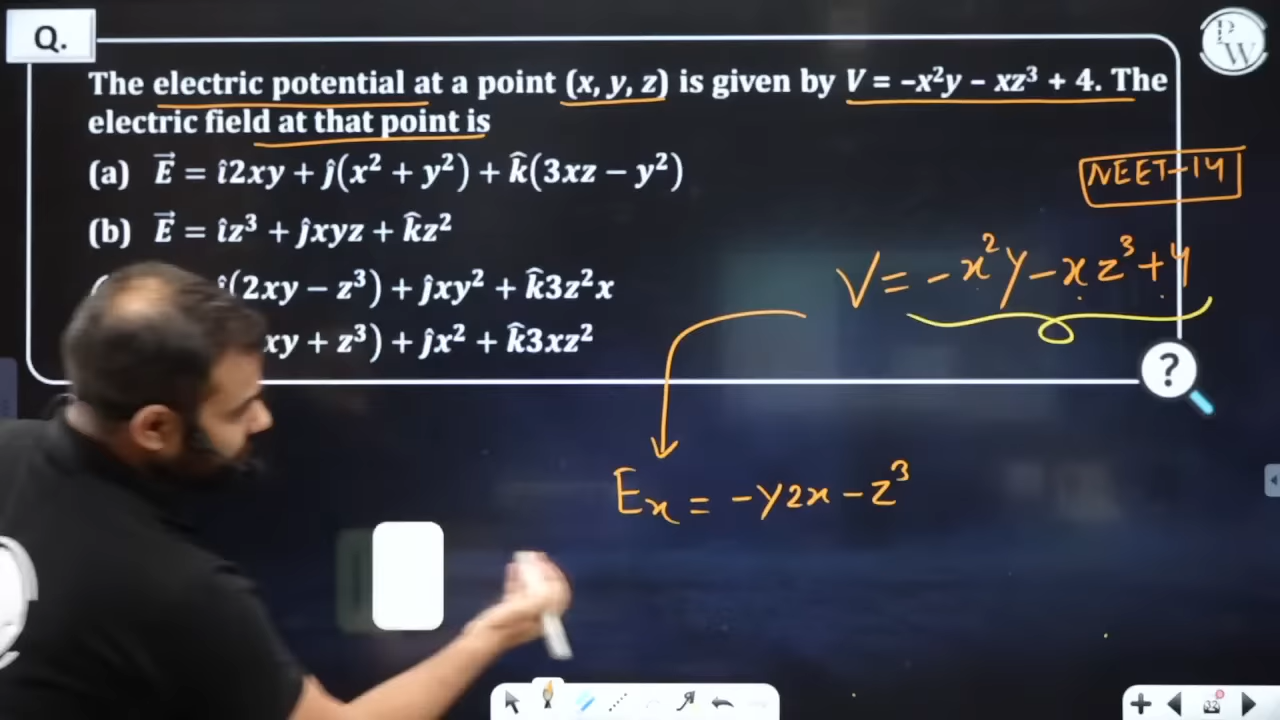 Q.
PW
The electric potential at a point (x, y, z) is given by V = –x²y – xz³ + 4. The
electric field at that point is
(a) E⃗ = î2xy + ĵ(x² + y²) + k̂(3xz – y²)
NEET-14
(b) E⃗ = îz³ + ĵxyz + k̂z²
V = -x²y - xz³ + 4
(2xy – z³) + ĵxy² + k̂3z²x
xy + z³) + ĵx² + k̂3xz²
?
Ex = -y2x - z³
23